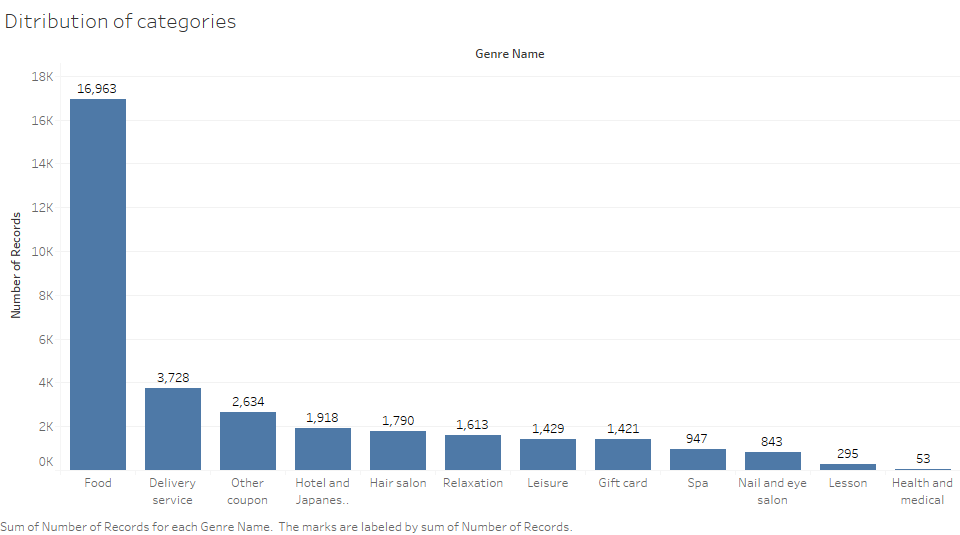 Ditribution of categories
Genre Name
Number of Records
18K
16K
14K
12K
10K
8K
6K
4K
2K
0K
16,963
3,728
2,634
1,918
1,790
1,613
1,429
1,421
947
843
295
53
Food
Delivery
service
Other
coupon
Hotel and
Japanes..
Hair salon
Relaxation
Leisure
Gift card
Spa
Nail and eye
salon
Lesson
Health and
medical
Sum of Number of Records for each Genre Name.  The marks are labeled by sum of Number of Records.